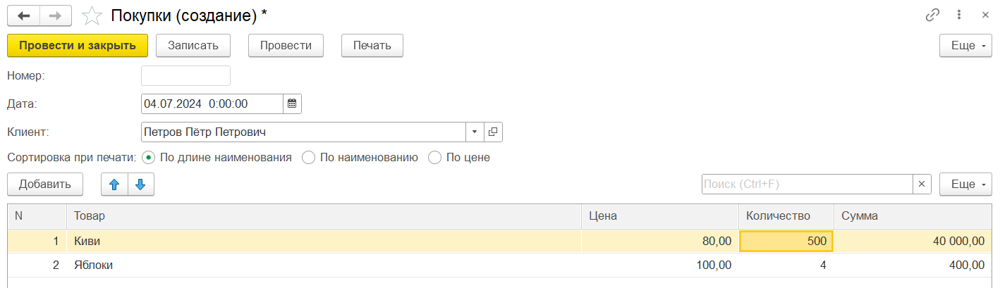 Покупки (создание) *
Провести и закрыть Записать Провести Печать Еще
Номер:
Дата: 04.07.2024 0:00:00
Клиент: Петров Пётр Петрович
Сортировка при печати: По длине наименования По наименованию По цене
Добавить Поиск (Ctrl+F) Еще
N Товар Цена Количество Сумма
1 Киви 80,00 500 40 000,00
2 Яблоки 100,00 4 400,00